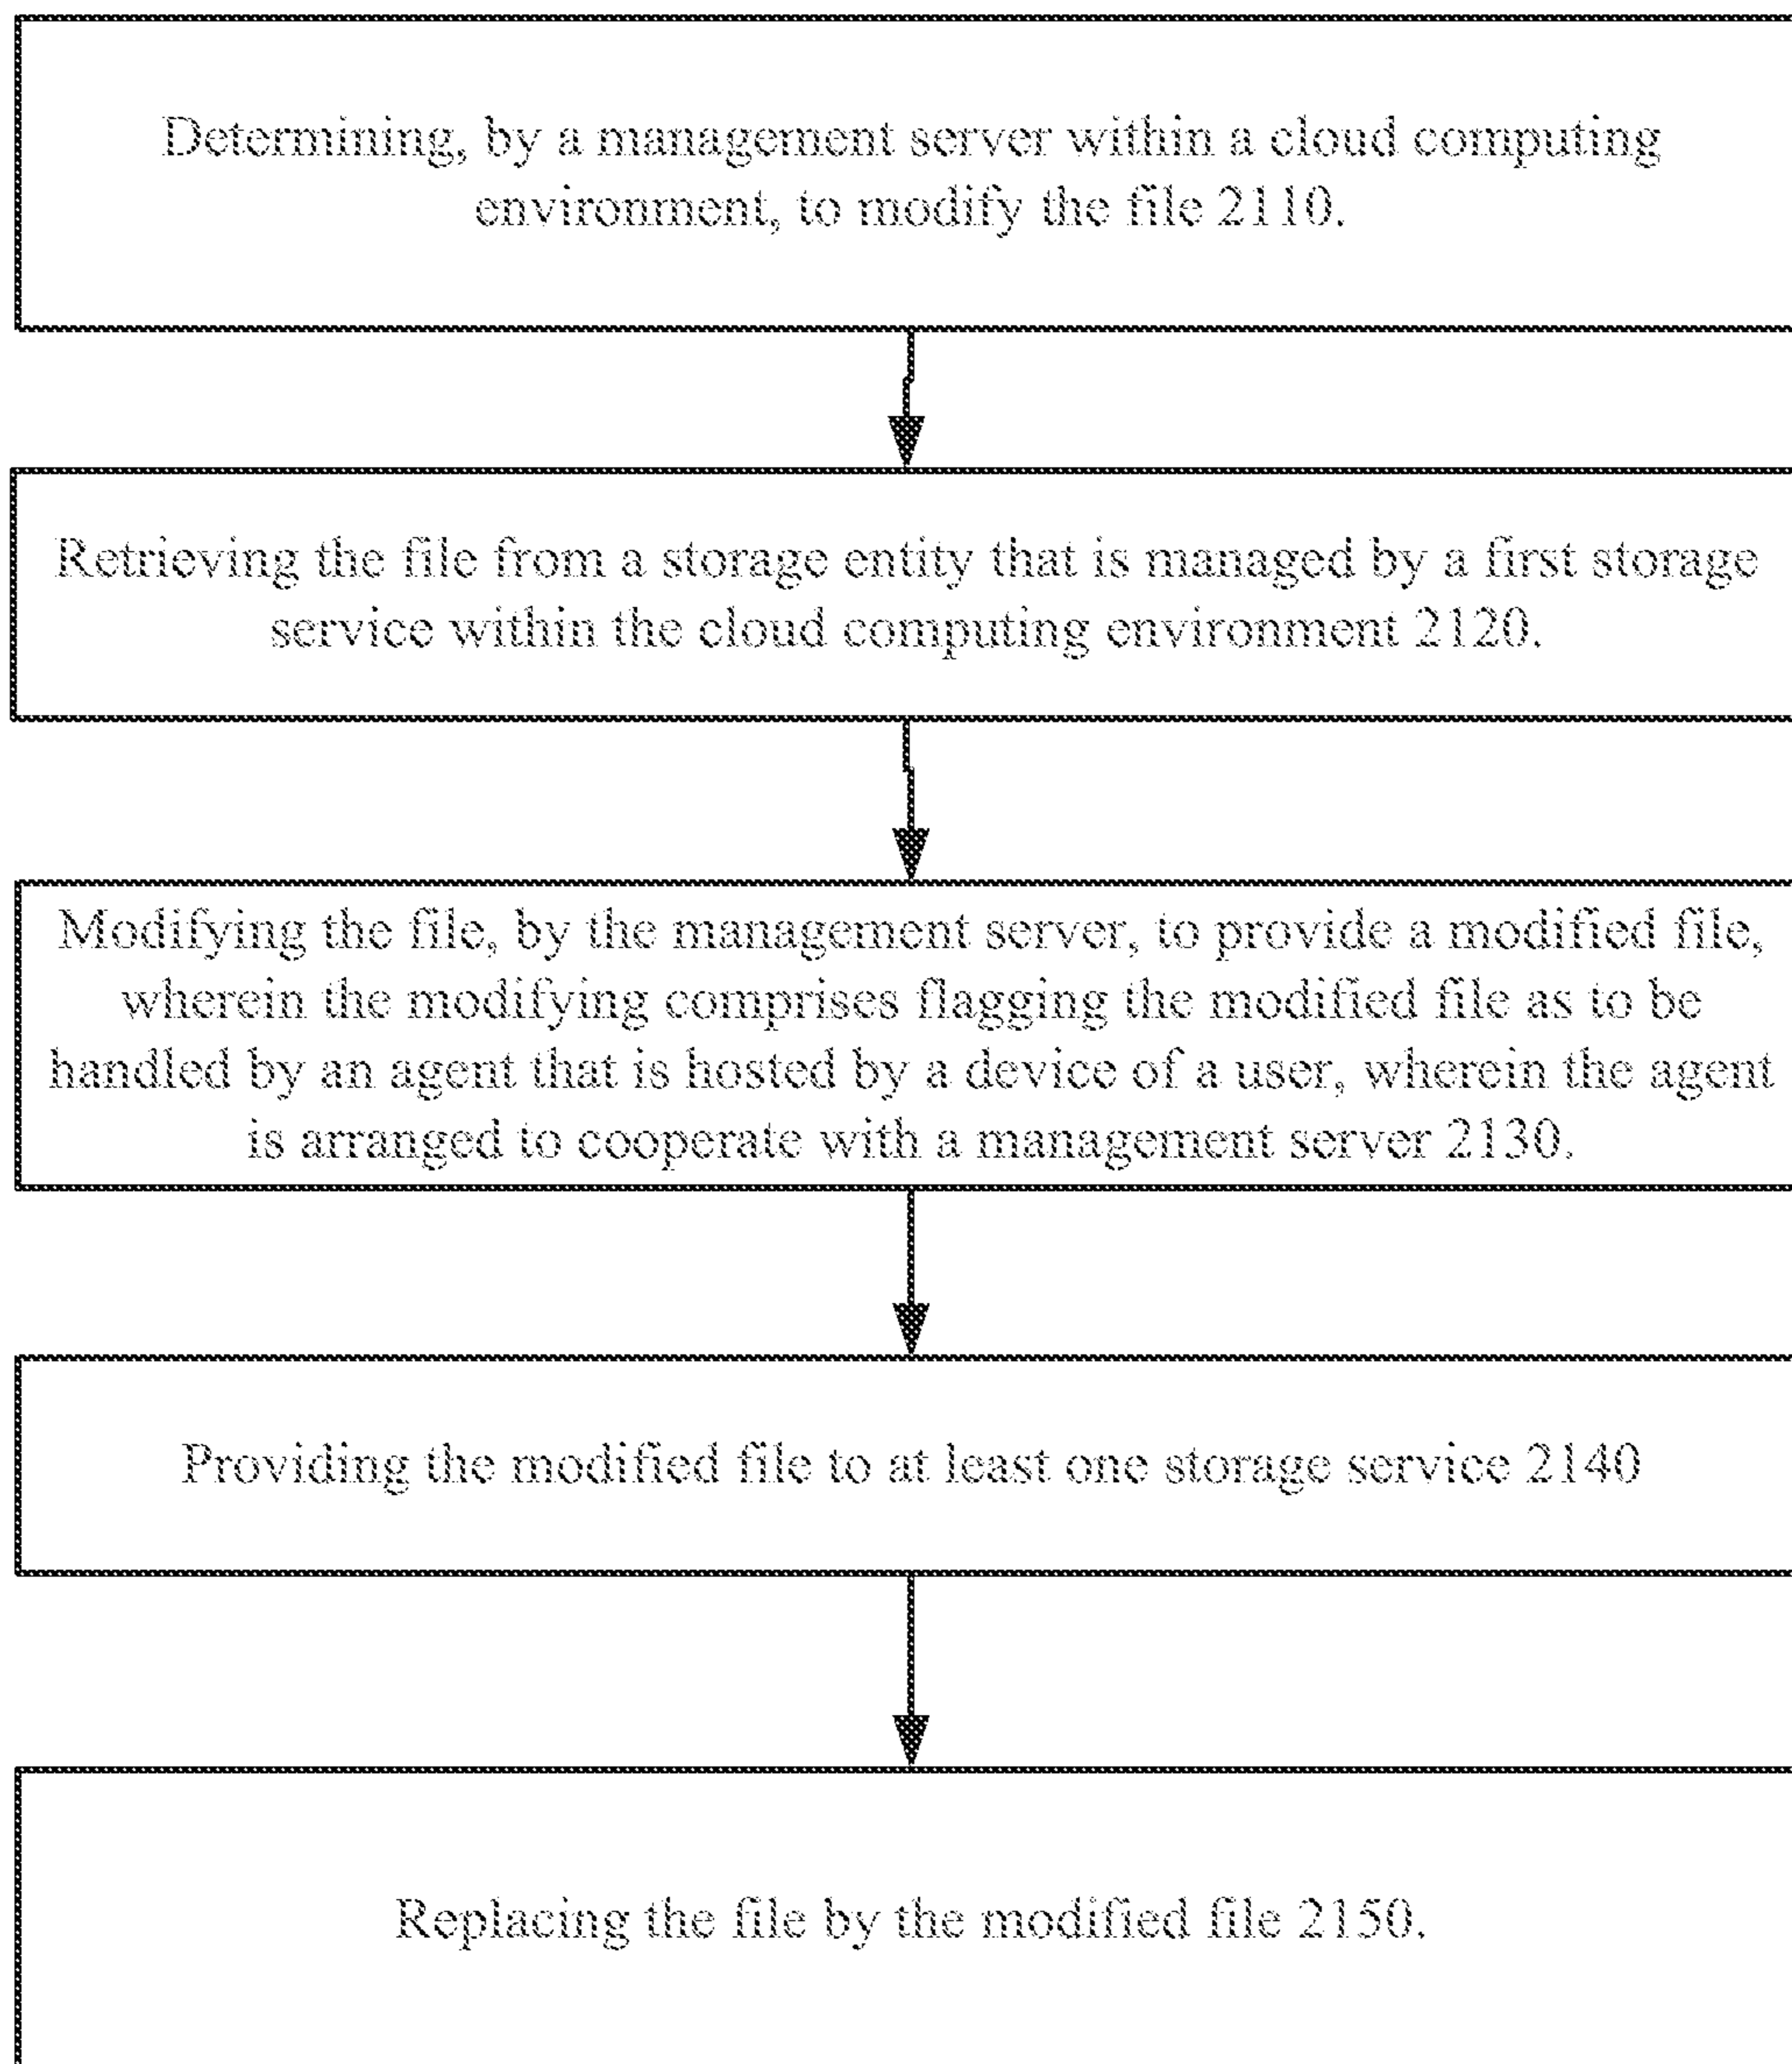 Determining, by a management server within a cloud computing
environment, to modify the file 2110.
Retrieving the file from a storage entity that is managed by a first storage
service within the cloud computing environment 2120.
Modifying the file, by the management server, to provide a modified file,
wherein the modifying comprises flagging the modified file as to be
handled by an agent that is hosted by a device of a user, wherein the agent
is arranged to cooperate with a management server 2130.
Providing the modified file to at least one storage service 2140
Replacing the file by the modified file 2150.